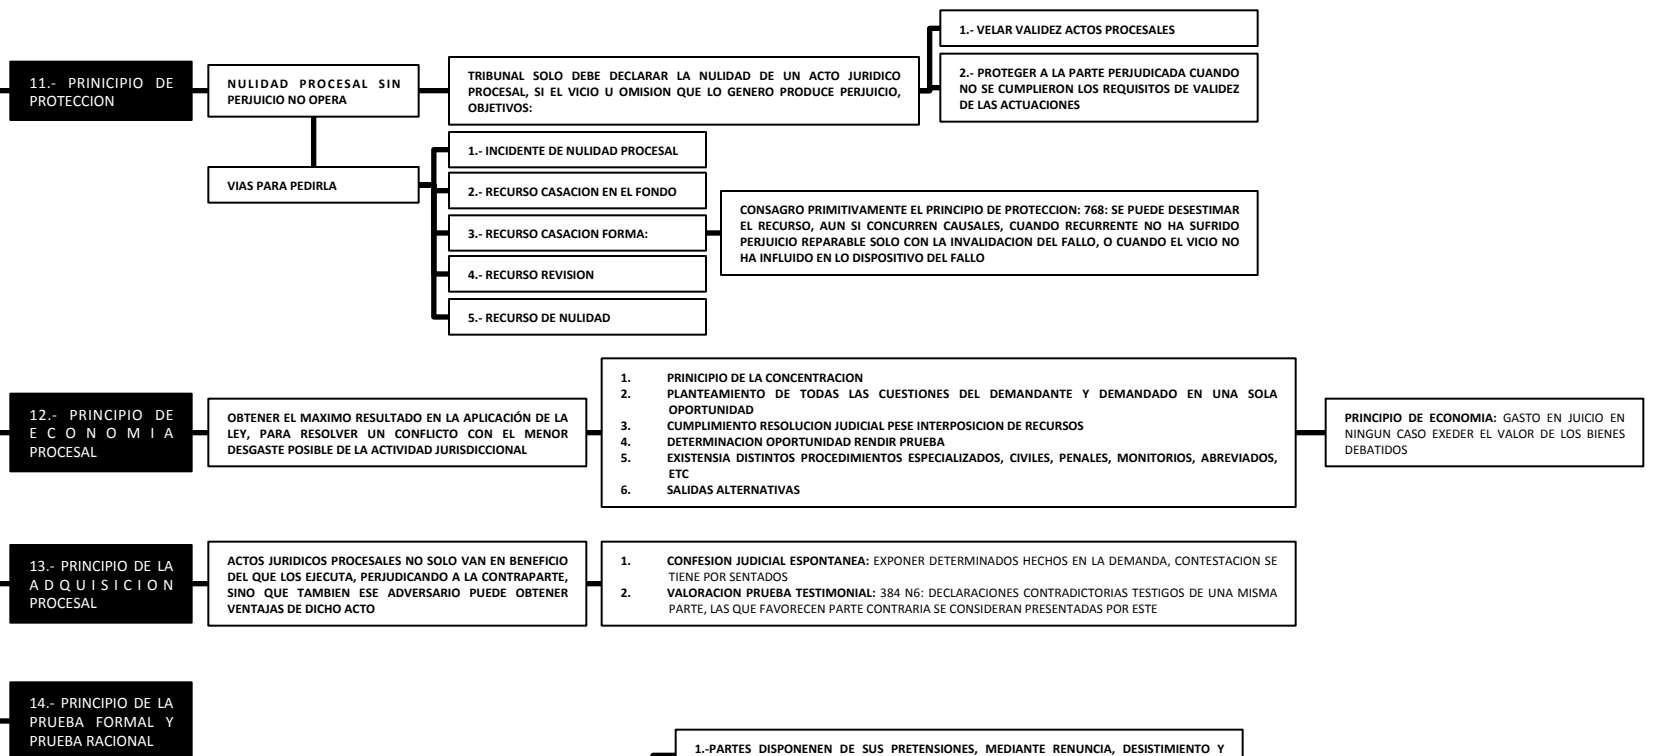 11.- PRINICIPIO DE
PROTECCION
NULIDAD PROCESAL SIN
PERJUICIO NO OPERA
TRIBUNAL SOLO DEBE DECLARAR LA NULIDAD DE UN ACTO JURIDICO
PROCESAL, SI EL VICIO U OMISION QUE LO GENERO PRODUCE PERJUICIO,
OBJETIVOS:
1.- VELAR VALIDEZ ACTOS PROCESALES
2.- PROTEGER A LA PARTE PERJUDICADA CUANDO
NO SE CUMPLIERON LOS REQUISITOS DE VALIDEZ
DE LAS ACTUACIONES
VIAS PARA PEDIRLA
1.- INCIDENTE DE NULIDAD PROCESAL
2.- RECURSO CASACION EN EL FONDO
3.- RECURSO CASACION FORMA:
4.- RECURSO REVISION
5.- RECURSO DE NULIDAD
CONSAGRO PRIMITIVAMENTE EL PRINCIPIO DE PROTECCION: 768: SE PUEDE DESESTIMAR
EL RECURSO, AUN SI CONCURREN CAUSALES, CUANDO RECURRENTE NO HA SUFRIDO
PERJUICIO REPARABLE SOLO CON LA INVALIDACION DEL FALLO, O CUANDO EL VICIO NO
HA INFLUIDO EN LO DISPOSITIVO DEL FALLO
12.- PRINCIPIO DE
ECONOMIA
PROCESAL
OBTENER EL MAXIMO RESULTADO EN LA APLICACIÓN DE LA
LEY, PARA RESOLVER UN CONFLICTO CON EL MENOR
DESGASTE POSIBLE DE LA ACTIVIDAD JURISDICCIONAL
1. PRINICIPIO DE LA CONCENTRACION
2. PLANTEAMIENTO DE TODAS LAS CUESTIONES DEL DEMANDANTE Y DEMANDADO EN UNA SOLA
OPORTUNIDAD
3. CUMPLIMIENTO RESOLUCION JUDICIAL PESE INTERPOSICION DE RECURSOS
4. DETERMINACION OPORTUNIDAD RENDIR PRUEBA
5. EXISTENSIA DISTINTOS PROCEDIMIENTOS ESPECIALIZADOS, CIVILES, PENALES, MONITORIOS, ABREVIADOS,
ETC
6. SALIDAS ALTERNATIVAS
PRINCIPIO DE ECONOMIA: GASTO EN JUICIO EN
NINGUN CASO EXEDER EL VALOR DE LOS BIENES
DEBATIDOS
13.- PRINCIPIO DE LA
ADQUISICION
PROCESAL
ACTOS JURIDICOS PROCESALES NO SOLO VAN EN BENEFICIO
DEL QUE LOS EJECUTA, PERJUDICANDO A LA CONTRAPARTE,
SINO QUE TAMBIEN ESE ADVERSARIO PUEDE OBTENER
VENTAJAS DE DICHO ACTO
1. CONFESION JUDICIAL ESPONTANEA: EXPONER DETERMINADOS HECHOS EN LA DEMANDA, CONTESTACION SE
TIENE POR SENTADOS
2. VALORACION PRUEBA TESTIMONIAL: 384 N6: DECLARACIONES CONTRADICTORIAS TESTIGOS DE UNA MISMA
PARTE, LAS QUE FAVORECEN PARTE CONTRARIA SE CONSIDERAN PRESENTADAS POR ESTE
14.- PRINCIPIO DE LA
PRUEBA FORMAL Y
PRUEBA RACIONAL
1.-PARTES DISPONENEN DE SUS PRETENSIONES, MEDIANTE RENUNCIA, DESISTIMIENTO Y